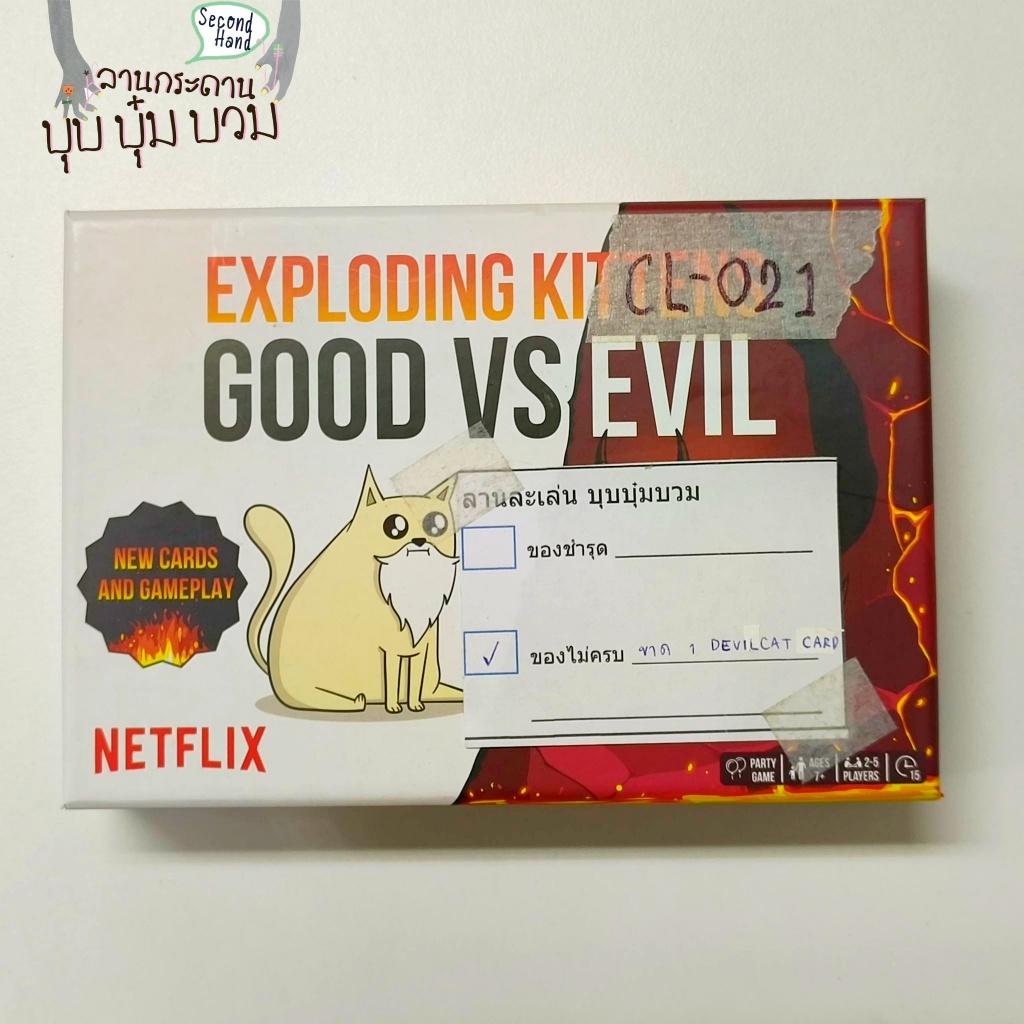 Second
Hand
ลานกระดาน
บุบ บุ๋ม บวม
EXPLODING KITTENS
CL-021
GOOD VS EVIL
ลานละเล่น บุบบุ๋มบวม
ของชำรุด
NEW CARDS
AND GAMEPLAY
ของไม่ครบ ขาด 1 DEVILCAT CARD
NETFLIX
PARTY
GAME
AGES
7+
2-5
PLAYERS
15